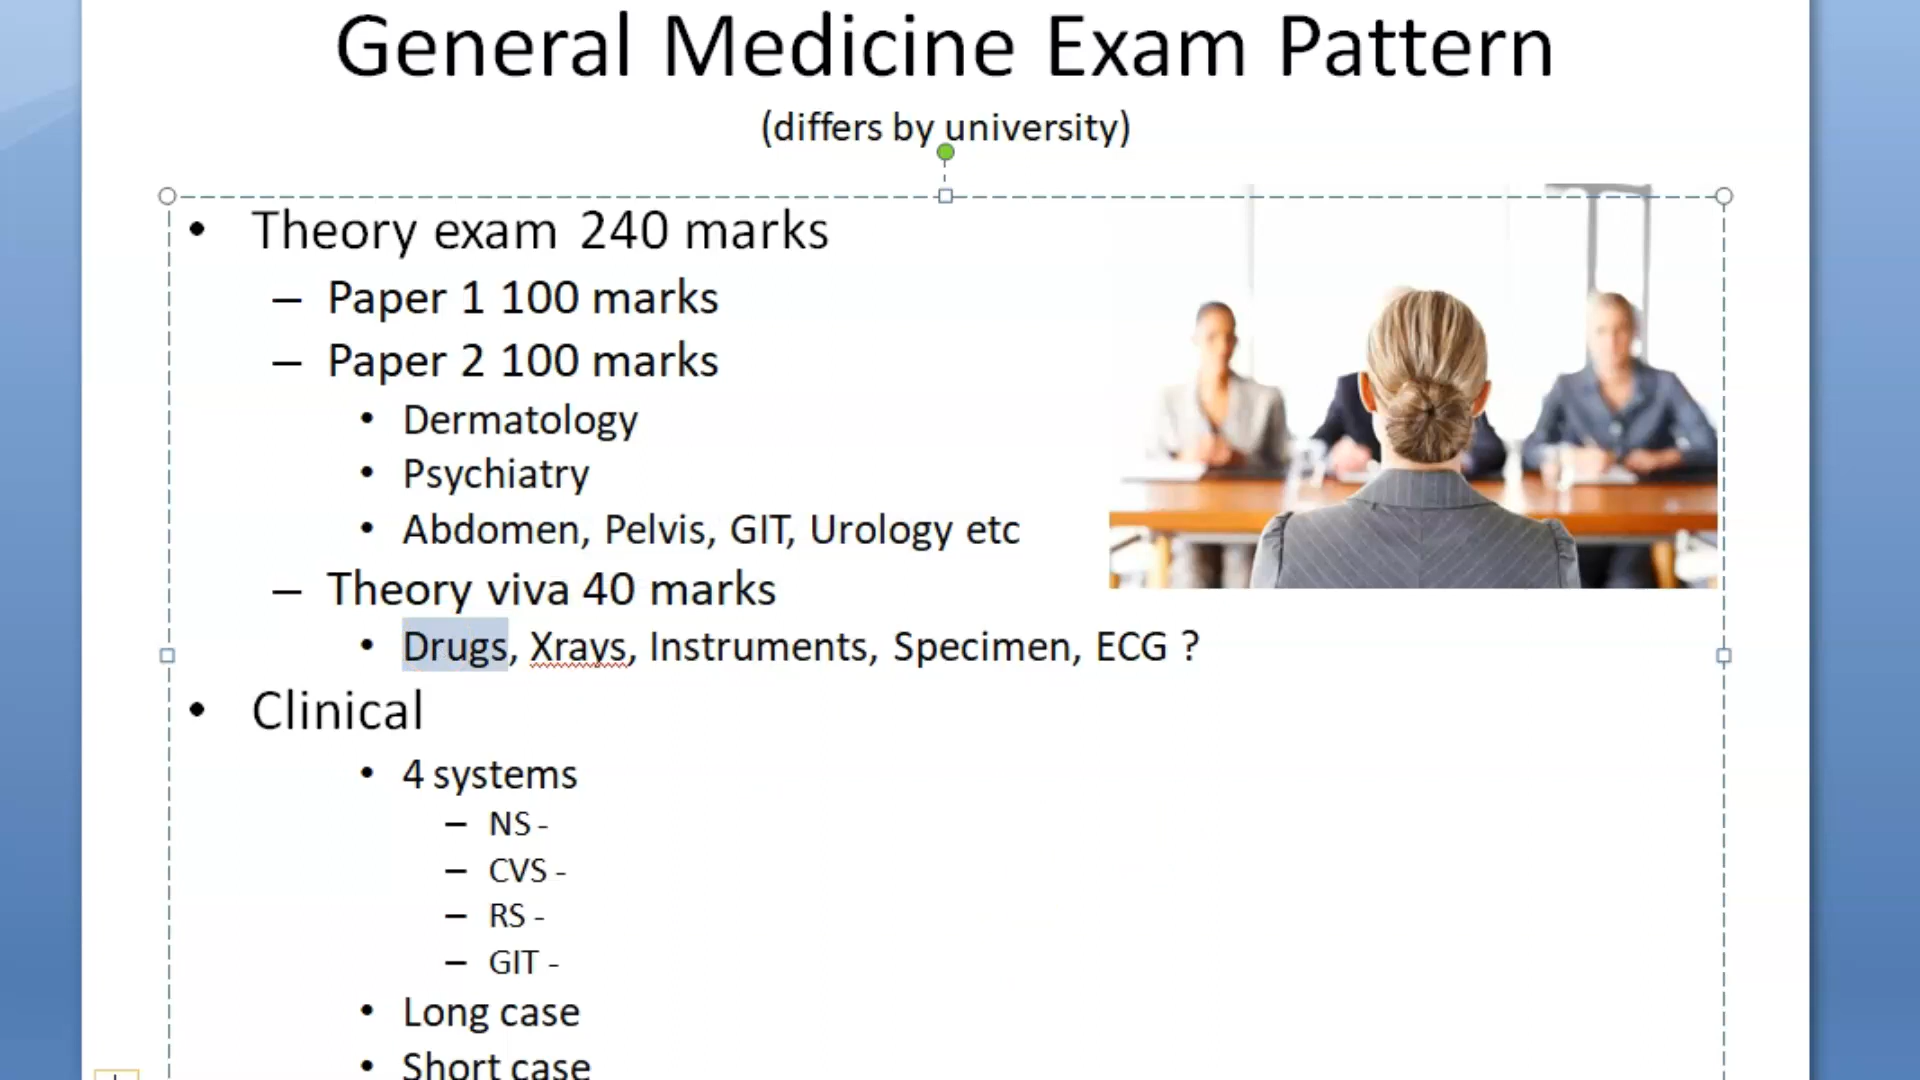 General Medicine Exam Pattern
(differs by university)
• Theory exam 240 marks
– Paper 1 100 marks
– Paper 2 100 marks
• Dermatology
• Psychiatry
• Abdomen, Pelvis, GIT, Urology etc
– Theory viva 40 marks
• Drugs, Xrays, Instruments, Specimen, ECG ?
• Clinical
• 4 systems
– NS -
– CVS -
– RS -
– GIT -
• Long case
• Short case